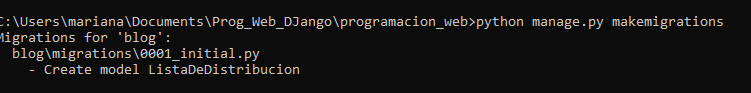 C:\Users\mariana\Documents\Prog_Web_DJango\programacion_web>python manage.py makemigrations
Migrations for 'blog':
  blog\migrations\0001_initial.py
    - Create model ListaDeDistribucion